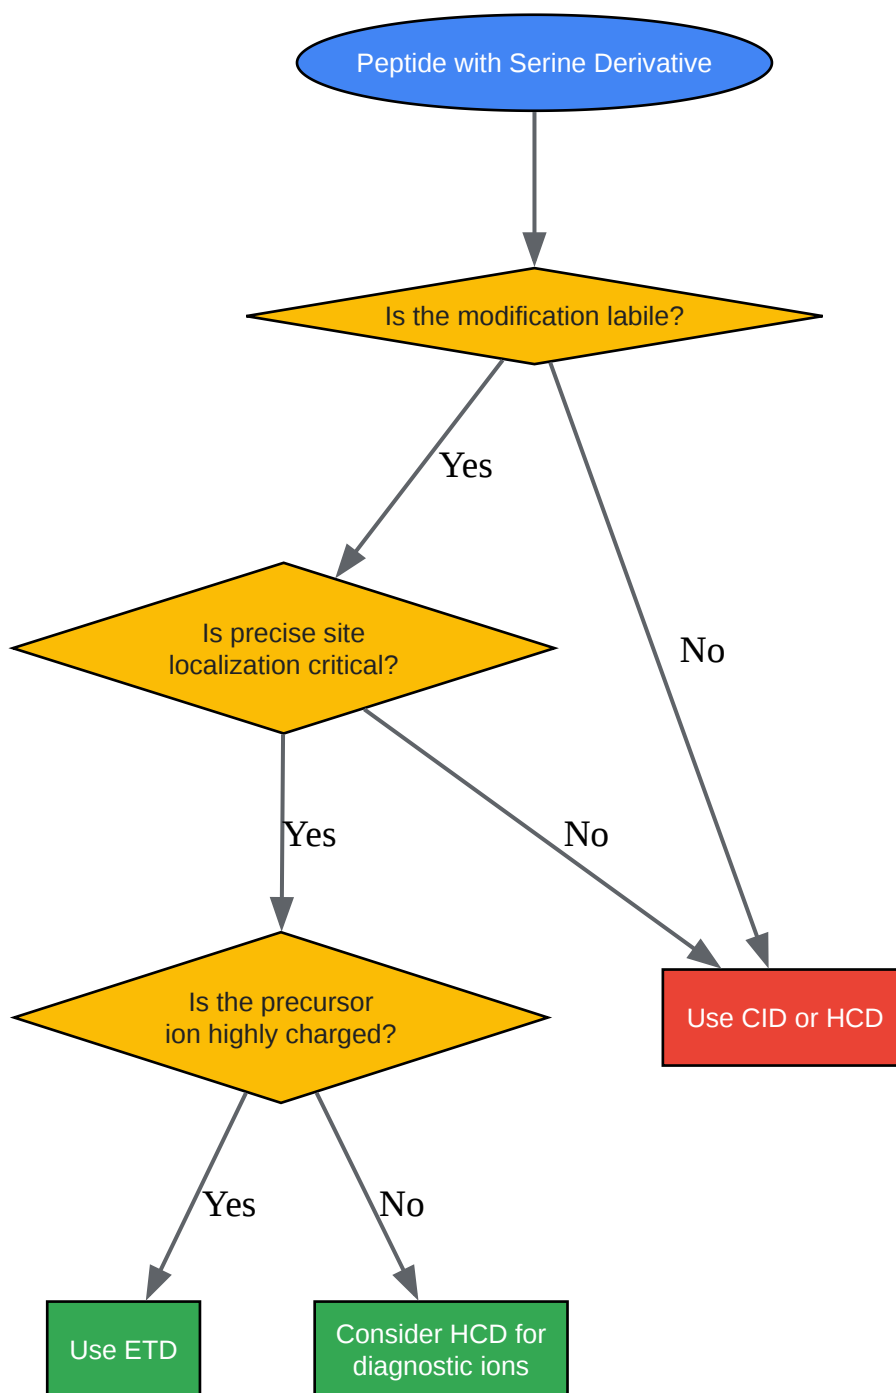 Peptide with Serine Derivative
Is the modification labile?
Yes
Is precise site
localization critical?
No
Yes
No
Is the precursor
ion highly charged?
Use CID or HCD
Yes
No
Use ETD
Consider HCD for
diagnostic ions